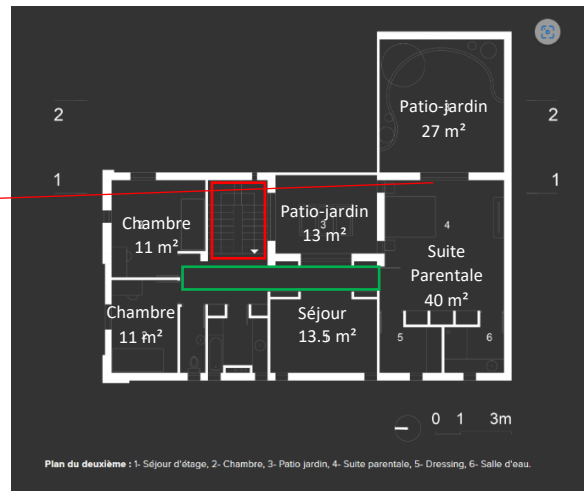 Patio-jardin
27 m²
2
2
1
1
Chambre
11 m²
Patio-jardin
3
13 m²
4
Suite
Parentale
40 m²
Chambre
11 m²
Séjour
13.5 m²
5
6
0 1 3m
Plan du deuxième : 1- Séjour d'étage, 2- Chambre, 3- Patio jardin, 4- Suite parentale, 5- Dressing, 6- Salle d'eau.